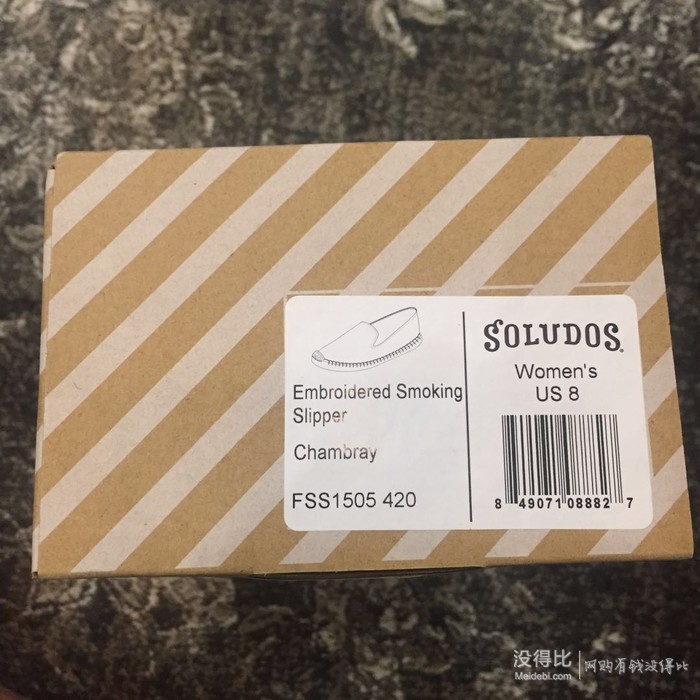 SOLUDOS®
Women's
US 8
Embroidered Smoking
Slipper
Chambray
FSS1505 420
8 49071 08882 7
没得比
Meidebi.com
网购有钱没得比